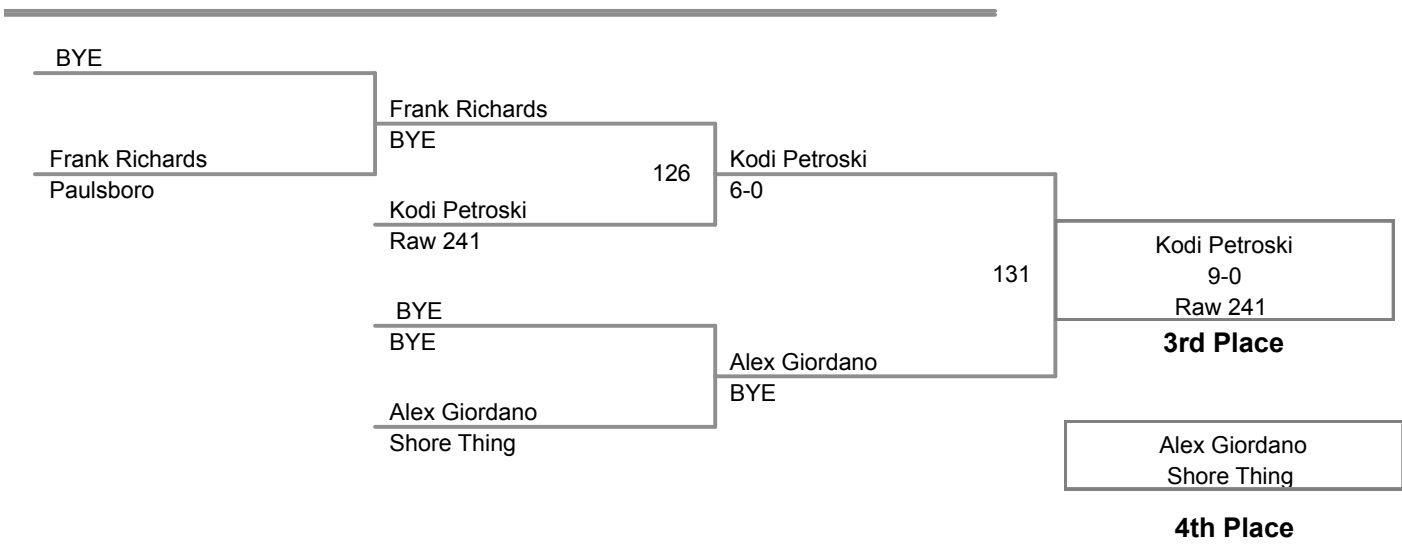 BYE
Frank Richards
Paulsboro
Frank Richards
BYE
126
Kodi Petroski
Raw 241
BYE
BYE
Alex Giordano
Shore Thing
Kodi Petroski
6-0
131
Alex Giordano
BYE
Kodi Petroski
9-0
Raw 241
3rd Place
Alex Giordano
Shore Thing
4th Place